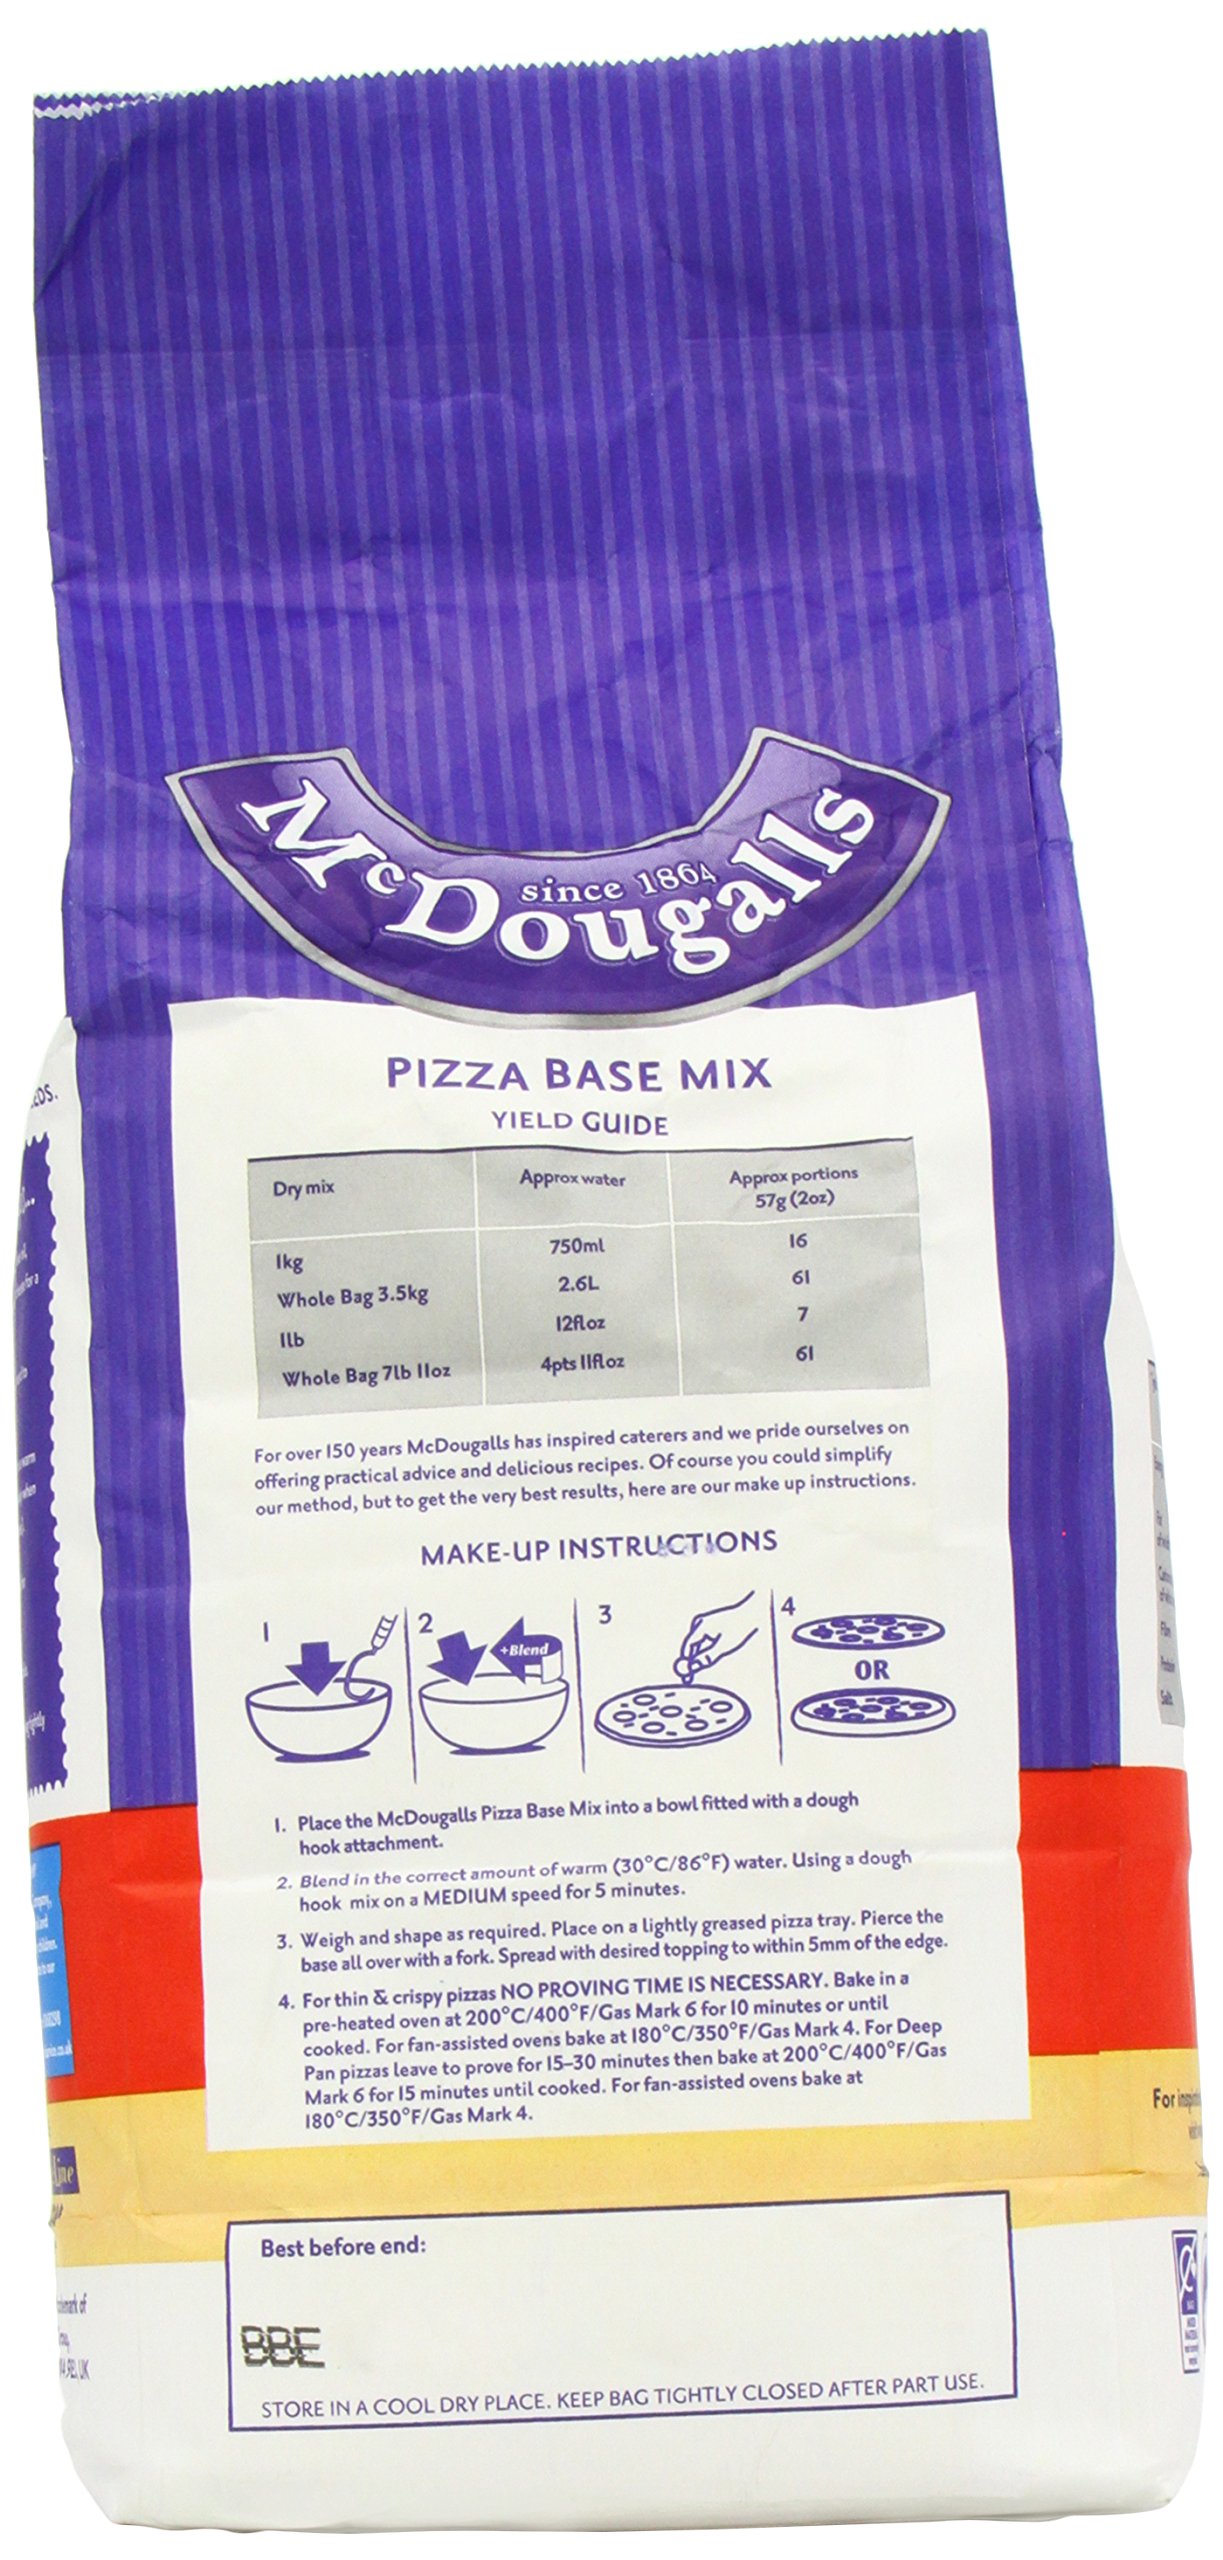 McDougalls
since 1864
PIZZA BASE MIX
YIELD GUIDE
Dry mix Approx water Approx portions
57g (2oz)
1kg 750ml 16
Whole Bag 3.5kg 2.6L 61
1lb 12floz 7
Whole Bag 7lb 11oz 4pts 11floz 61
For over 150 years McDougalls has inspired caterers and we pride ourselves on
offering practical advice and delicious recipes. Of course you could simplify
our method, but to get the very best results, here are our make up instructions.
MAKE-UP INSTRUCTIONS
1 2 3 4
+Blend
OR
1. Place the McDougalls Pizza Base Mix into a bowl fitted with a dough
hook attachment.
2. Blend in the correct amount of warm (30°C/86°F) water. Using a dough
hook mix on a MEDIUM speed for 5 minutes.
3. Weigh and shape as required. Place on a lightly greased pizza tray. Pierce the
base all over with a fork. Spread with desired topping to within 5mm of the edge.
4. For thin & crispy pizzas NO PROVING TIME IS NECESSARY. Bake in a
pre-heated oven at 200°C/400°F/Gas Mark 6 for 10 minutes or until
cooked. For fan-assisted ovens bake at 180°C/350°F/Gas Mark 4. For Deep
Pan pizzas leave to prove for 15–30 minutes then bake at 200°C/400°F/Gas
Mark 6 for 15 minutes until cooked. For fan-assisted ovens bake at
180°C/350°F/Gas Mark 4.
Best before end:
BBE
STORE IN A COOL DRY PLACE. KEEP BAG TIGHTLY CLOSED AFTER PART USE.
Fat
Fibre
Protein
Salt
For
UK